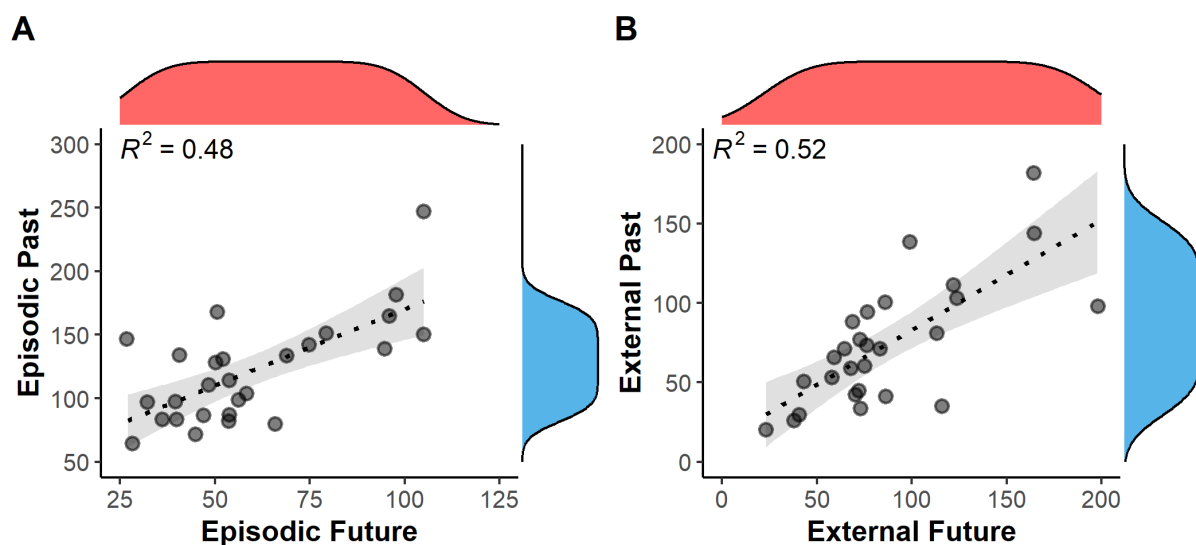 A
R² = 0.48
300
250
200
150
100
50
Episodic Past
25 50 75 100 125
Episodic Future
B
R² = 0.52
200
150
100
50
0
External Past
0 50 100 150 200
External Future